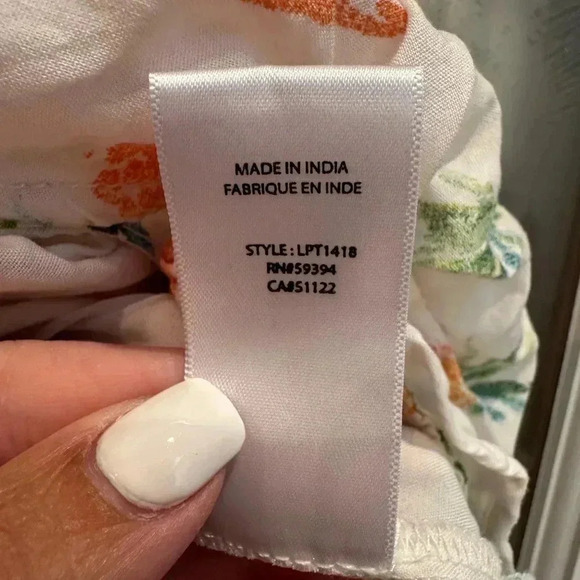 MADE IN INDIA
FABRIQUE EN INDE
STYLE : LPT1418
RN#59394
CA#51122